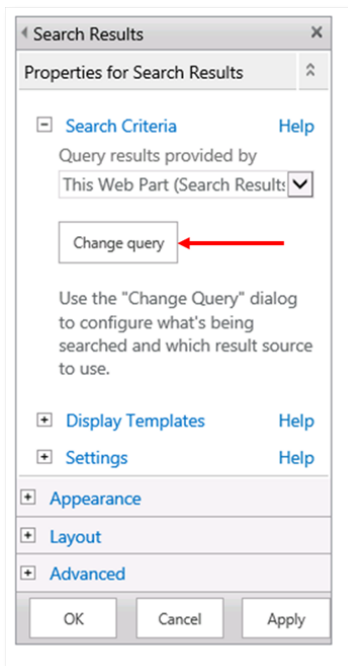 Search Results
Properties for Search Results
Search Criteria Help
Query results provided by
This Web Part (Search Results
Change query
Use the "Change Query" dialog
to configure what's being
searched and which result source
to use.
Display Templates Help
Settings Help
Appearance
Layout
Advanced
OK Cancel Apply